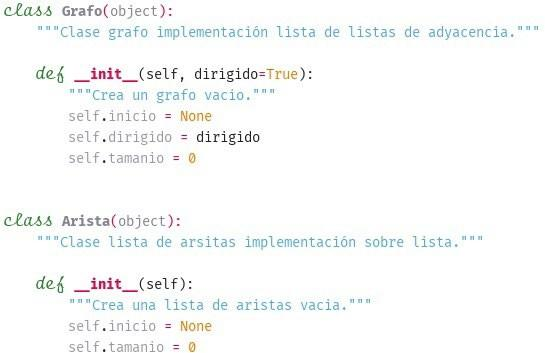 class Grafo(object):
"""Clase grafo implementación lista de listas de adyacencia."""
def __init__(self, dirigido=True):
"""Crea un grafo vacio."""
self.inicio = None
self.dirigido = dirigido
self.tamanio = 0
class Arista(object):
"""Clase lista de arsitas implementación sobre lista."""
def __init__(self):
"""Crea una lista de aristas vacia."""
self.inicio = None
self.tamanio = 0